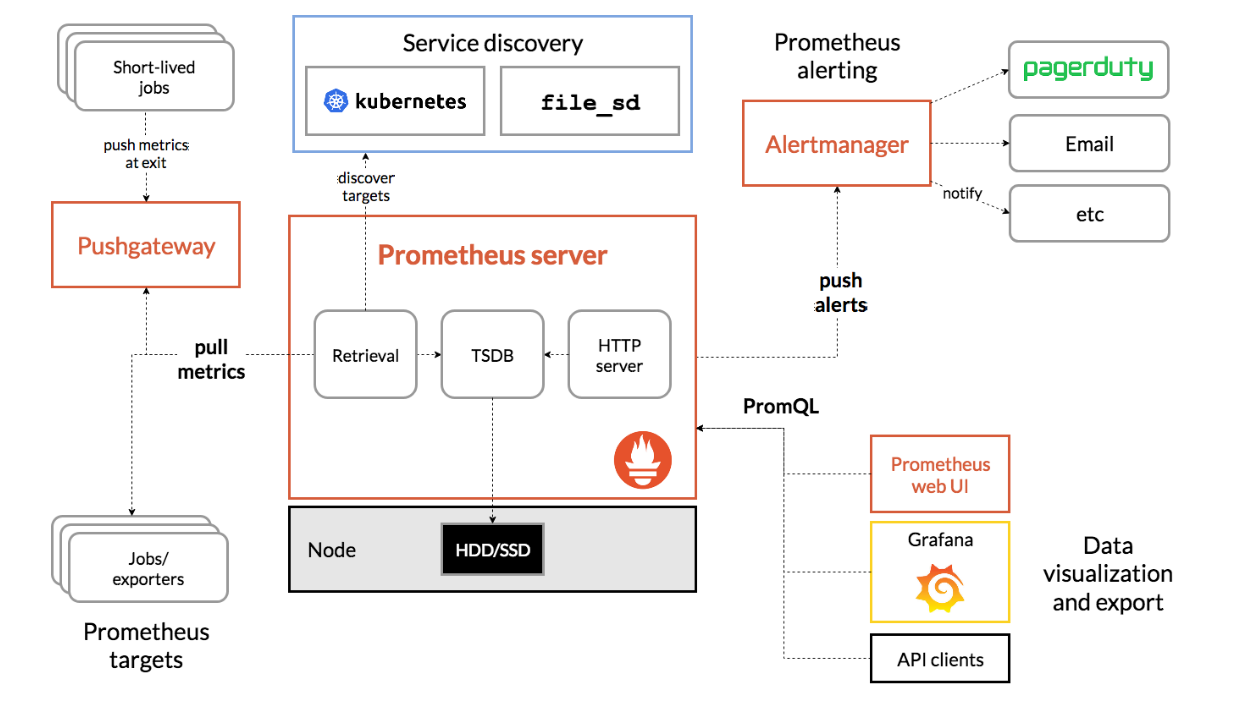 Short-lived
jobs
push metrics
at exit
Pushgateway
Service discovery
kubernetes
file_sd
discover
targets
Prometheus
alerting
Alertmanager
pagerduty
Email
notify
etc
Prometheus server
Retrieval
TSDB
HTTP
server
pull
metrics
push
alerts
PromQL
Node
HDD/SSD
Jobs/
exporters
Prometheus
targets
Prometheus
web UI
Grafana
API clients
Data
visualization
and export